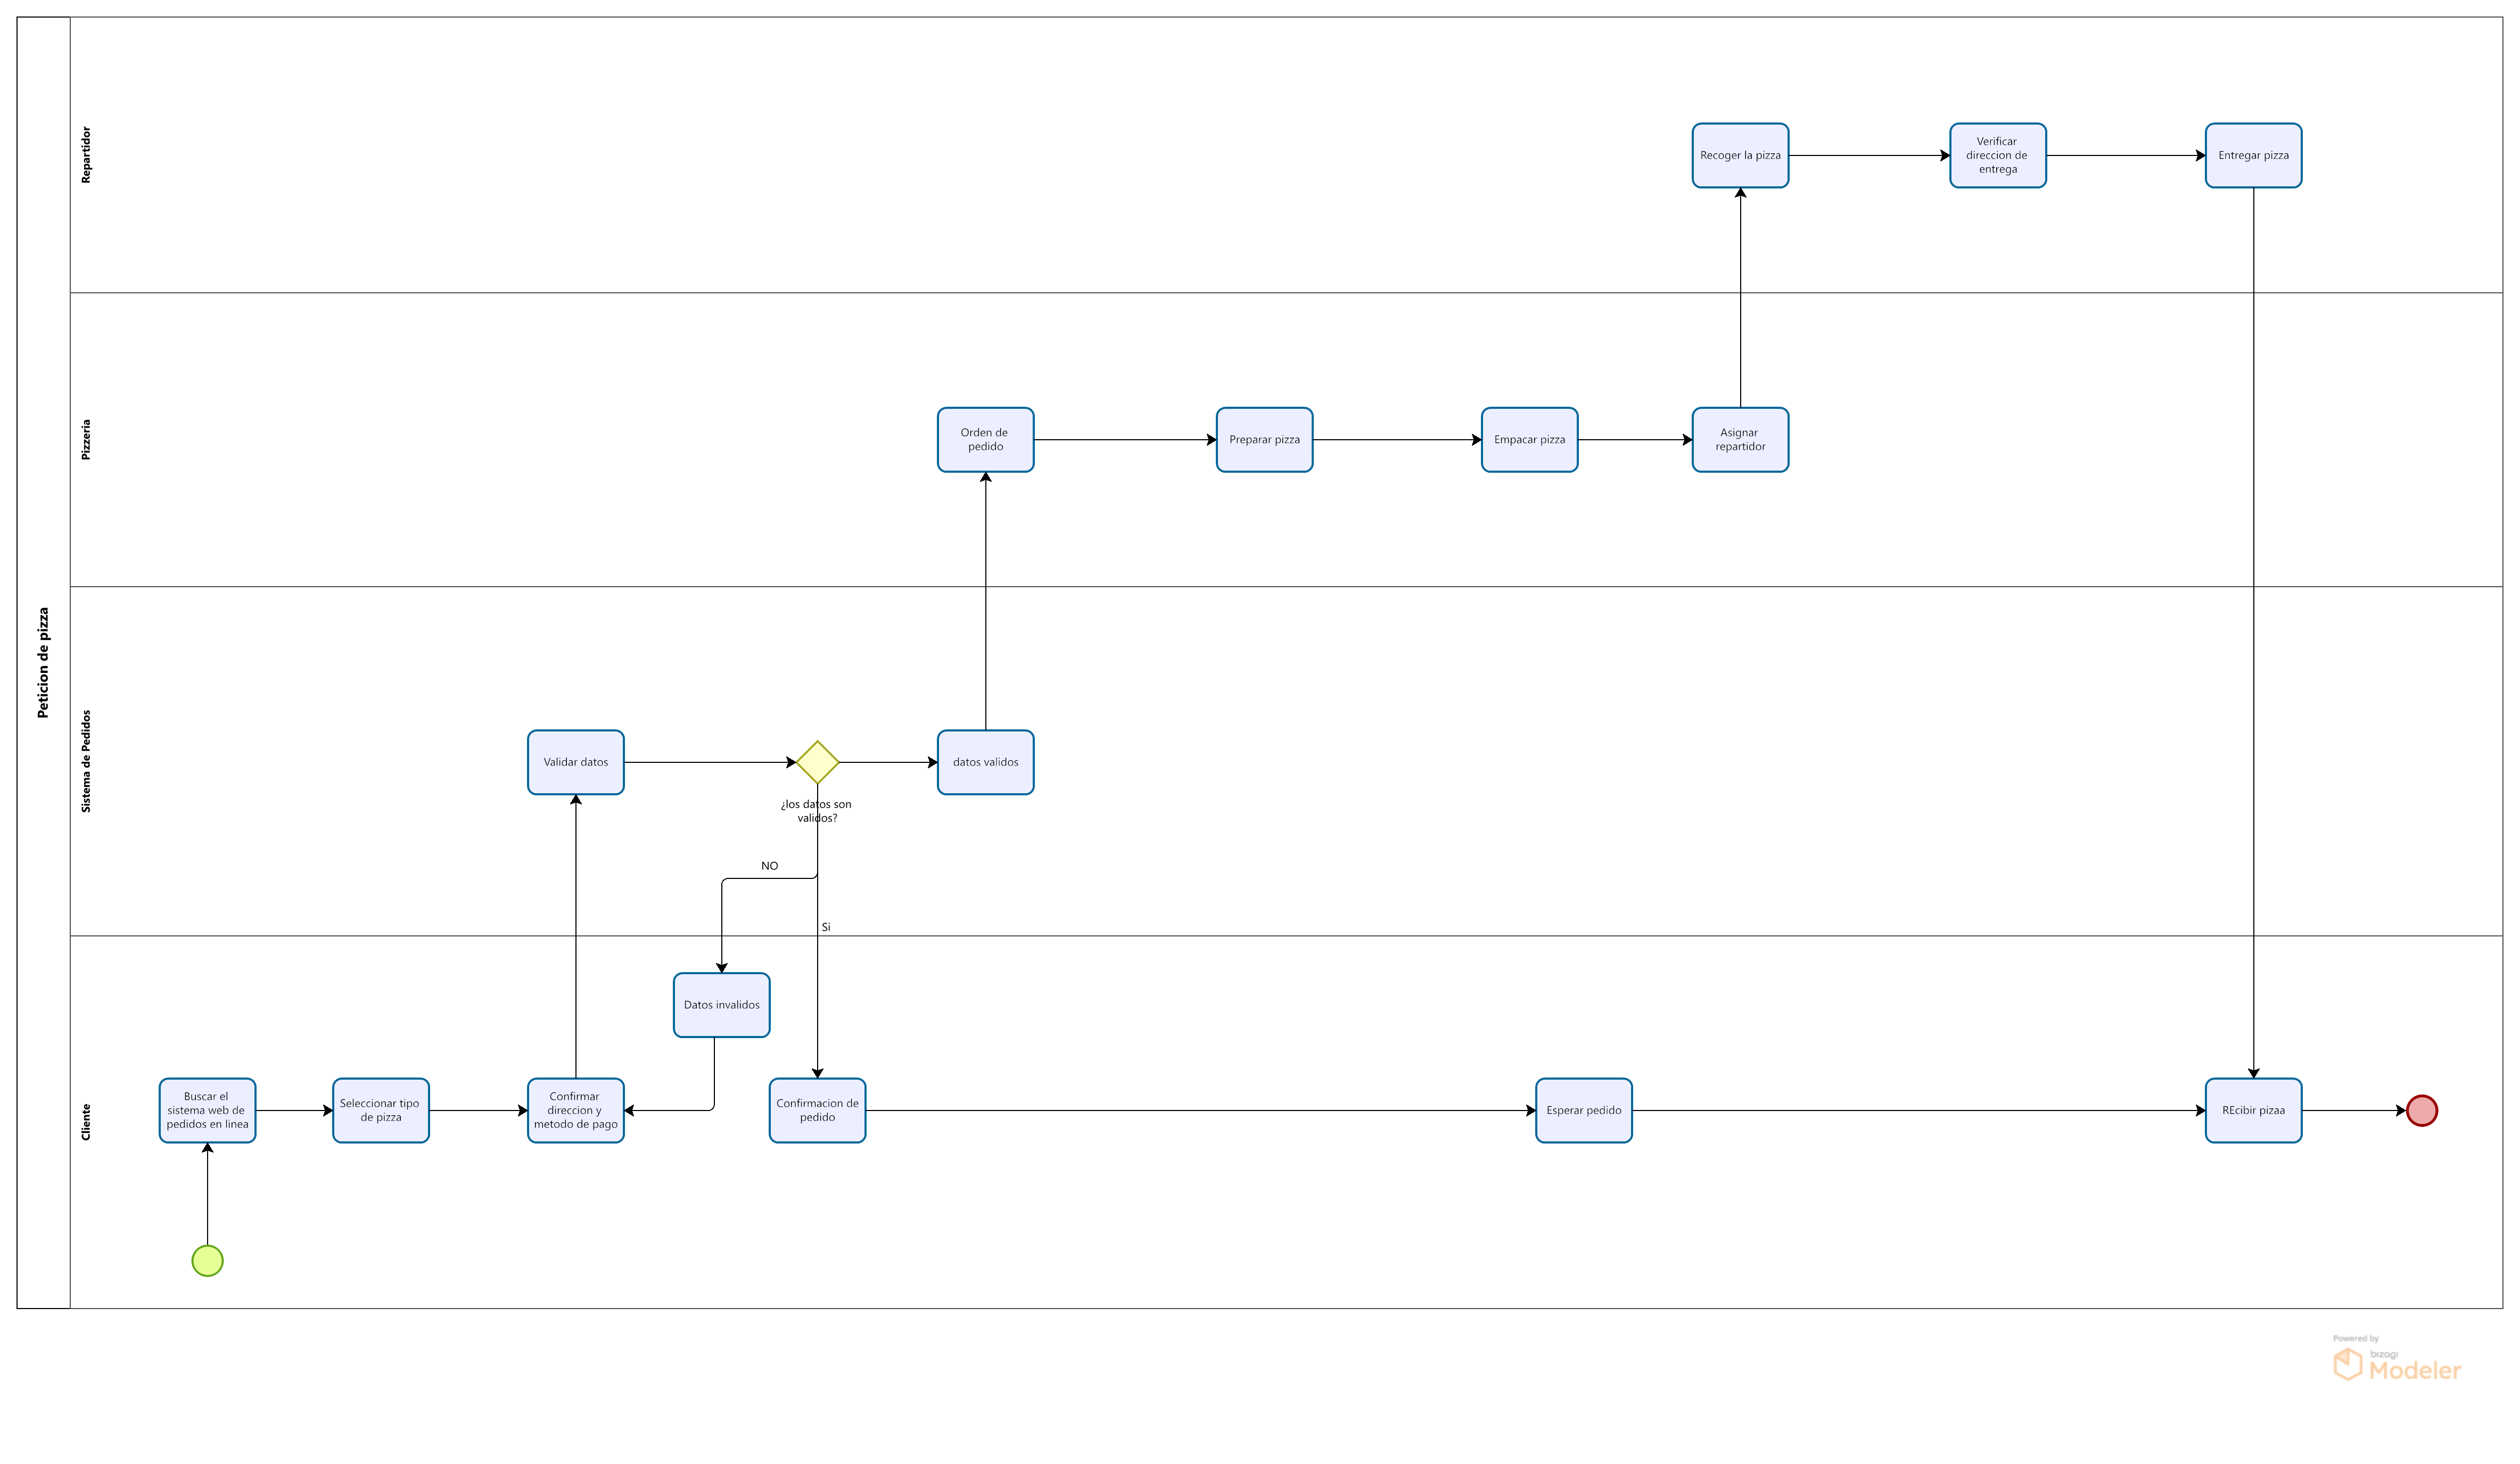 Peticion de pizza
Repartidor
Recoger la pizza
Verificar
direccion de
entrega
Entregar pizza
Pizzeria
Orden de
pedido
Preparar pizza
Empacar pizza
Asignar
repartidor
Sistema de Pedidos
Validar datos
¿los datos son
validos?
datos validos
NO
Si
Cliente
Datos invalidos
Buscar el
sistema web de
pedidos en linea
Seleccionar tipo
de pizza
Confirmar
direccion y
metodo de pago
Confirmacion de
pedido
Esperar pedido
REcibir pizaa
Powered by
bizagi
Modeler